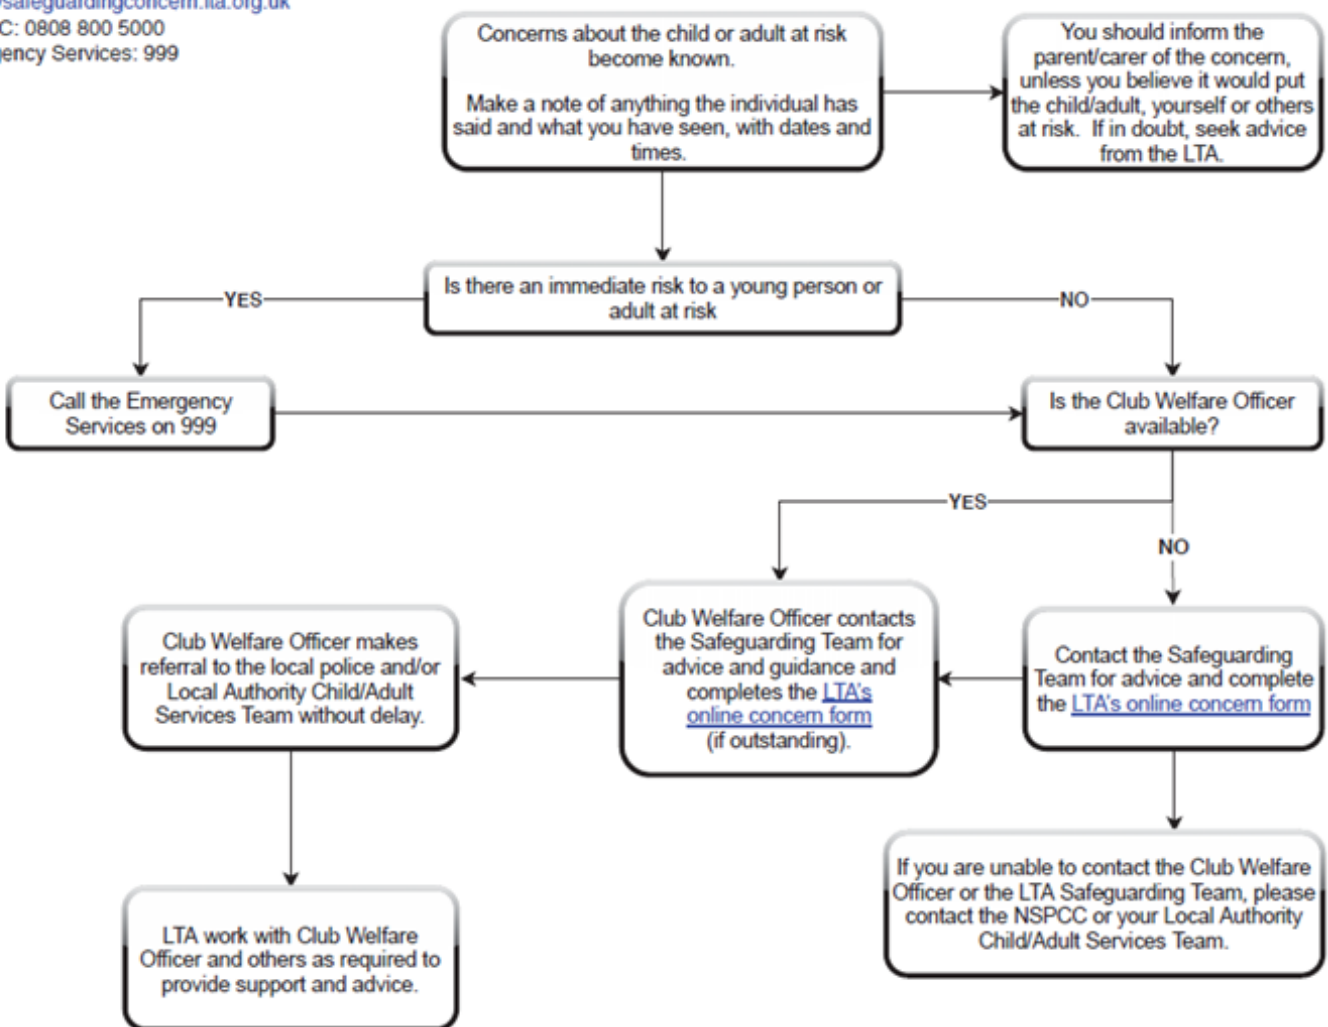 safeguardingconcern.lta.org.uk
C: 0808 800 5000
gency Services: 999
Concerns about the child or adult at risk
become known.
Make a note of anything the individual has
said and what you have seen, with dates and
times.
You should inform the
parent/carer of the concern,
unless you believe it would put
the child/adult, yourself or others
at risk. If in doubt, seek advice
from the LTA.
Is there an immediate risk to a young person or
adult at risk
YES
NO
Call the Emergency
Services on 999
Is the Club Welfare Officer
available?
YES
NO
Club Welfare Officer makes
referral to the local police and/or
Local Authority Child/Adult
Services Team without delay.
Club Welfare Officer contacts
the Safeguarding Team for
advice and guidance and
completes the LTA's
online concern form
(if outstanding).
Contact the Safeguarding
Team for advice and complete
the LTA's online concern form
If you are unable to contact the Club Welfare
Officer or the LTA Safeguarding Team, please
contact the NSPCC or your Local Authority
Child/Adult Services Team.
LTA work with Club Welfare
Officer and others as required to
provide support and advice.